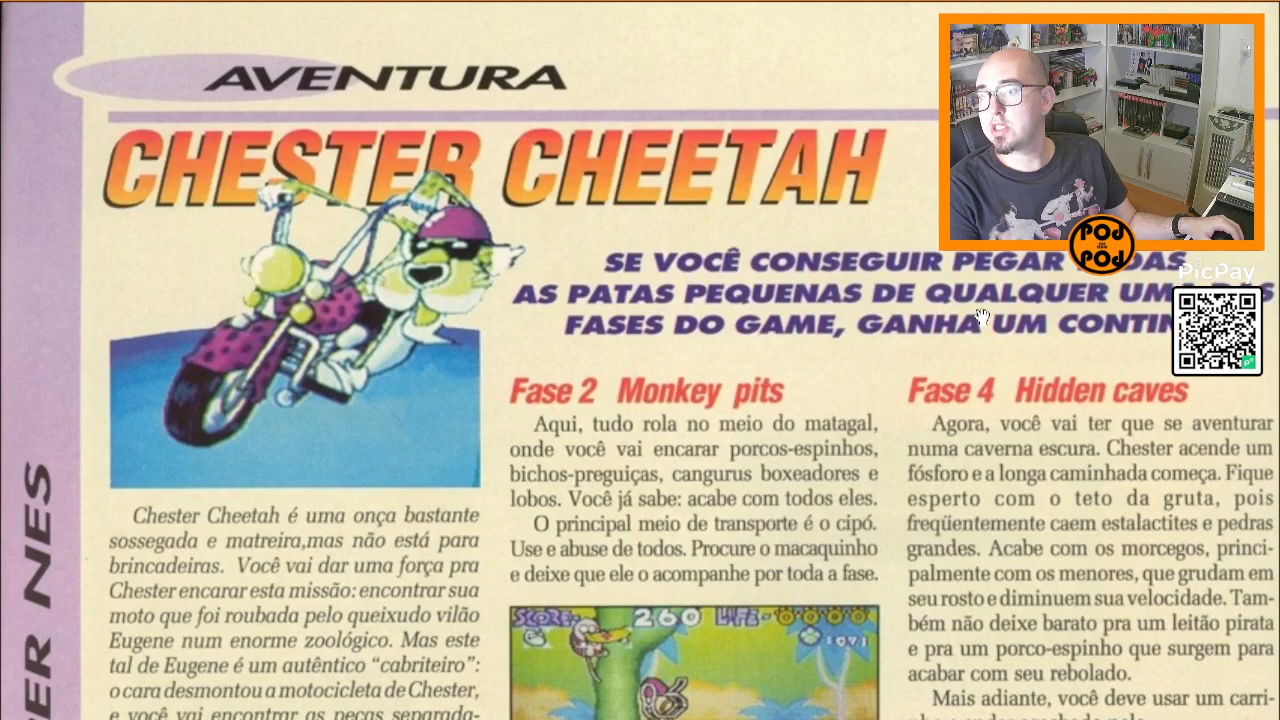 AVENTURA
CHESTER CHEETAH
SE VOCÊ CONSEGUIR PEGAR
AS PATAS PEQUENAS DE QUALQUER
FASES DO GAME, GANHA UM
Fase 2 Monkey pits
Aqui, tudo rola no meio do matagal,
onde você vai encarar porcos-espinhos,
bichos-preguiças, cangurus boxeadores e
lobos. Você já sabe: acabe com todos eles.
O principal meio de transporte é o cipó.
Use e abuse de todos. Procure o macaquinho
e deixe que ele o acompanhe por toda a fase.
SCORE: 260 LIFE-
Fase 4 Hidden caves
Agora, você vai ter que se aventurar
numa caverna escura. Chester acende um
fósforo e a longa caminhada começa. Fique
esperto com o teto da gruta, pois
freqüentemente caem estalactites e pedras
grandes. Acabe com os morcegos, princi-
palmente com os menores, que grudam em
seu rosto e diminuem sua velocidade. Tam-
bém não deixe barato pra um leitão pirata
e pra um porco-espinho que surgem para
acabar com seu rebolado.
Mais adiante, você deve usar um carri-
Chester Cheetah é uma onça bastante
sossegada e matreira,mas não está para
brincadeiras. Você vai dar uma força pra
Chester encarar esta missão: encontrar sua
moto que foi roubada pelo queixudo vilão
Eugene num enorme zoológico. Mas este
tal de Eugene é um autêntico "cabriteiro":
o cara desmontou a motocicleta de Chester,
e você vai encontrar as peças separada-
NES
POD
POD
PicPay